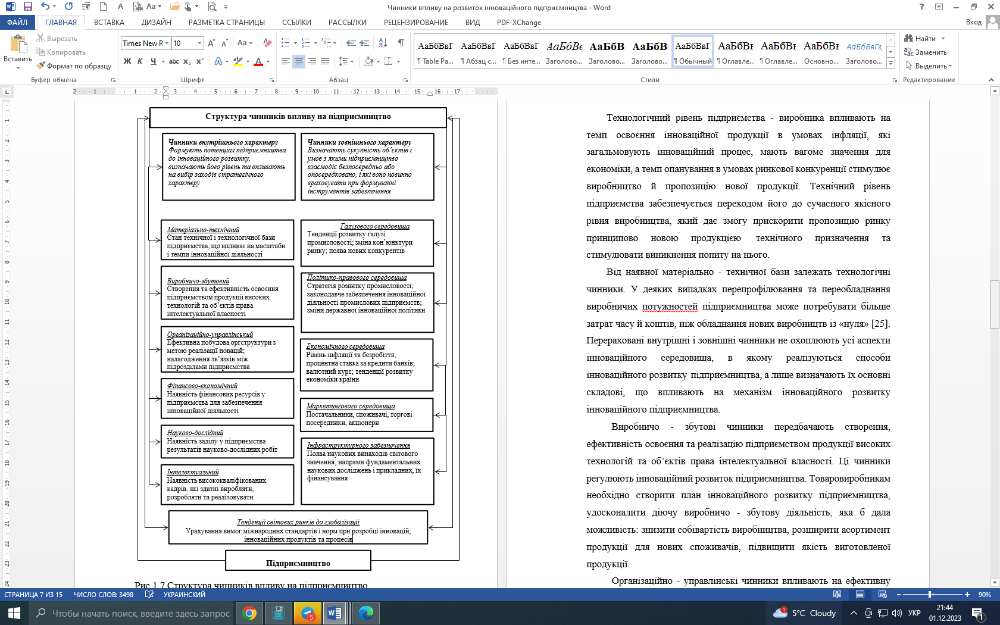 Чинники впливу на розвиток інноваційного підприємництва - Word
ФАЙЛ
ГЛАВНАЯ
ВСТАВКА
ДИЗАЙН
РАЗМЕТКА СТРАНИЦЫ
ССЫЛКИ
РАССЫЛКИ
РЕЦЕНЗИРОВАНИЕ
ВИД
PDF-XChange
Вход
Вставить
Вырезать
Копировать
Формат по образцу
Буфер обмена
Times New R
10
Шрифт
Абзац
¶ Table Pa...
¶ Абзац с...
¶ Без инте...
Заголово...
Заголово...
Заголово...
¶ Обычный
¶ Оглавле...
¶ Оглавле...
Основно...
Заголово...
Стили
Найти
Заменить
Выделить
Редактирование
Структура чинників впливу на підприємництво
Чинники внутрішнього характеру
Формують потенціал підприємництва
до інноваційного розвитку,
визначають його рівень та впливають
на вибір заходів стратегічного
характеру
Чинники зовнішнього характеру
Визначають сукупність об’єктів і
умов з якими підприємництво
взаємодіє безпосередньо або
опосередковано, і які воно повинно
враховувати при формуванні
інструментів забезпечення
Матеріально-технічний
Стан технічної і технологічної бази
підприємства, що впливає на масштаби
і темпи інноваційної діяльності
Виробничо-збутовий
Створення та ефективність освоєння
підприємством продукції високих
технологій та об’єктів права
інтелектуальної власності
Організаційно-управлінський
Ефективна побудова оргструктури з
метою реалізації новацій;
налагодження зв’язків між
підрозділами підприємства
Фінансово-економічний
Наявність фінансових ресурсів у
підприємства для забезпечення
інноваційної діяльності
Науково-дослідний
Наявність заділу у підприємства
результатів науково-дослідних робіт
Інтелектуальний
Наявність висококваліфікованих
кадрів, які здатні виробляти,
розробляти та реалізовувати
Галузевого середовища
Тенденції розвитку галузі
промисловості; зміна кон’юнктури
ринку; поява нових конкурентів
Політико-правового середовища
Стратегія розвитку промисловості;
законодавче забезпечення інноваційної
діяльності промислових підприємств;
зміни державної інноваційної політики
Економічного середовища
Рівень інфляції та безробіття;
процентна ставка за кредити банків;
валютний курс; тенденції розвитку
економіки країни
Маркетингового середовища
Постачальники, споживачі, торгові
посередники, акціонери
Інфраструктурного забезпечення
Поява наукових винаходів світового
значення; напрями фундаментальних
наукових досліджень і прикладних, їх
фінансування
Тенденції світових ринків до глобалізації
Урахування вимог міжнародних стандартів і норм при розробці інновацій,
інноваційних продуктів та процесів
Підприємництво
Рис 1.7 Структура чинників впливу на підприємництво
Технологічний рівень підприємства - виробника впливають на
темп освоєння інноваційної продукції в умовах інфляції, які
загальмовують інноваційний процес, мають вагоме значення для
економіки, а темп опанування в умовах ринкової конкуренції стимулює
виробництво й пропозицію нової продукції. Технічний рівень
підприємства забезпечується переходом його до сучасного якісного
рівня виробництва, який дає змогу прискорити пропозицію ринку
принципово новою продукцією технічного призначення та
стимулювати виникнення попиту на нього.
Від наявної матеріально - технічної бази залежать технологічні
чинники. У деяких випадках перепрофілювання та переобладнання
виробничих потужностей підприємництва може потребувати більше
затрат часу й коштів, ніж обладнання нових виробництв із «нуля» [25].
Перераховані внутрішні і зовнішні чинники не охоплюють усі аспекти
інноваційного середовища, в якому реалізуються способи
інноваційного розвитку підприємництва, а лише визначають їх основні
складові, що впливають на механізм інноваційного розвитку
інноваційного підприємництва.
Виробничо - збутові чинники передбачають створення,
ефективність освоєння та реалізацію підприємством продукції високих
технологій та об’єктів права інтелектуальної власності. Ці чинники
регулюють інноваційний розвиток підприємництва. Товаровиробникам
необхідно створити план інноваційного розвитку підприємництва,
удосконалити діючу виробничо - збутову діяльність, яка б дала
можливість: знизити собівартість виробництва, розширити асортимент
продукції для нових споживачів, підвищити якість виготовленої
продукції.
Організаційно - управлінські чинники впливають на ефективну
СТРАНИЦА 7 ИЗ 15
ЧИСЛО СЛОВ: 3498
УКРАИНСКИЙ
90%
Чтобы начать поиск, введите здесь запрос
5°C Cloudy
УКР
21:44
01.12.2023